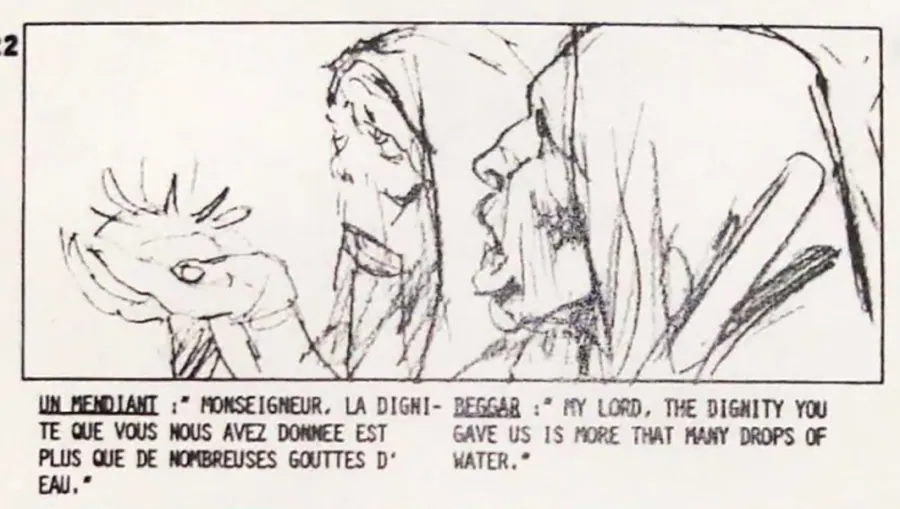 22
UN MENDIANT :" MONSEIGNEUR, LA DIGNI-
TE QUE VOUS NOUS AVEZ DONNEE EST
PLUS QUE DE NOMBREUSES GOUTTES D'
EAU."
BEGGAR :" MY LORD, THE DIGNITY YOU
GAVE US IS MORE THAT MANY DROPS OF
WATER."